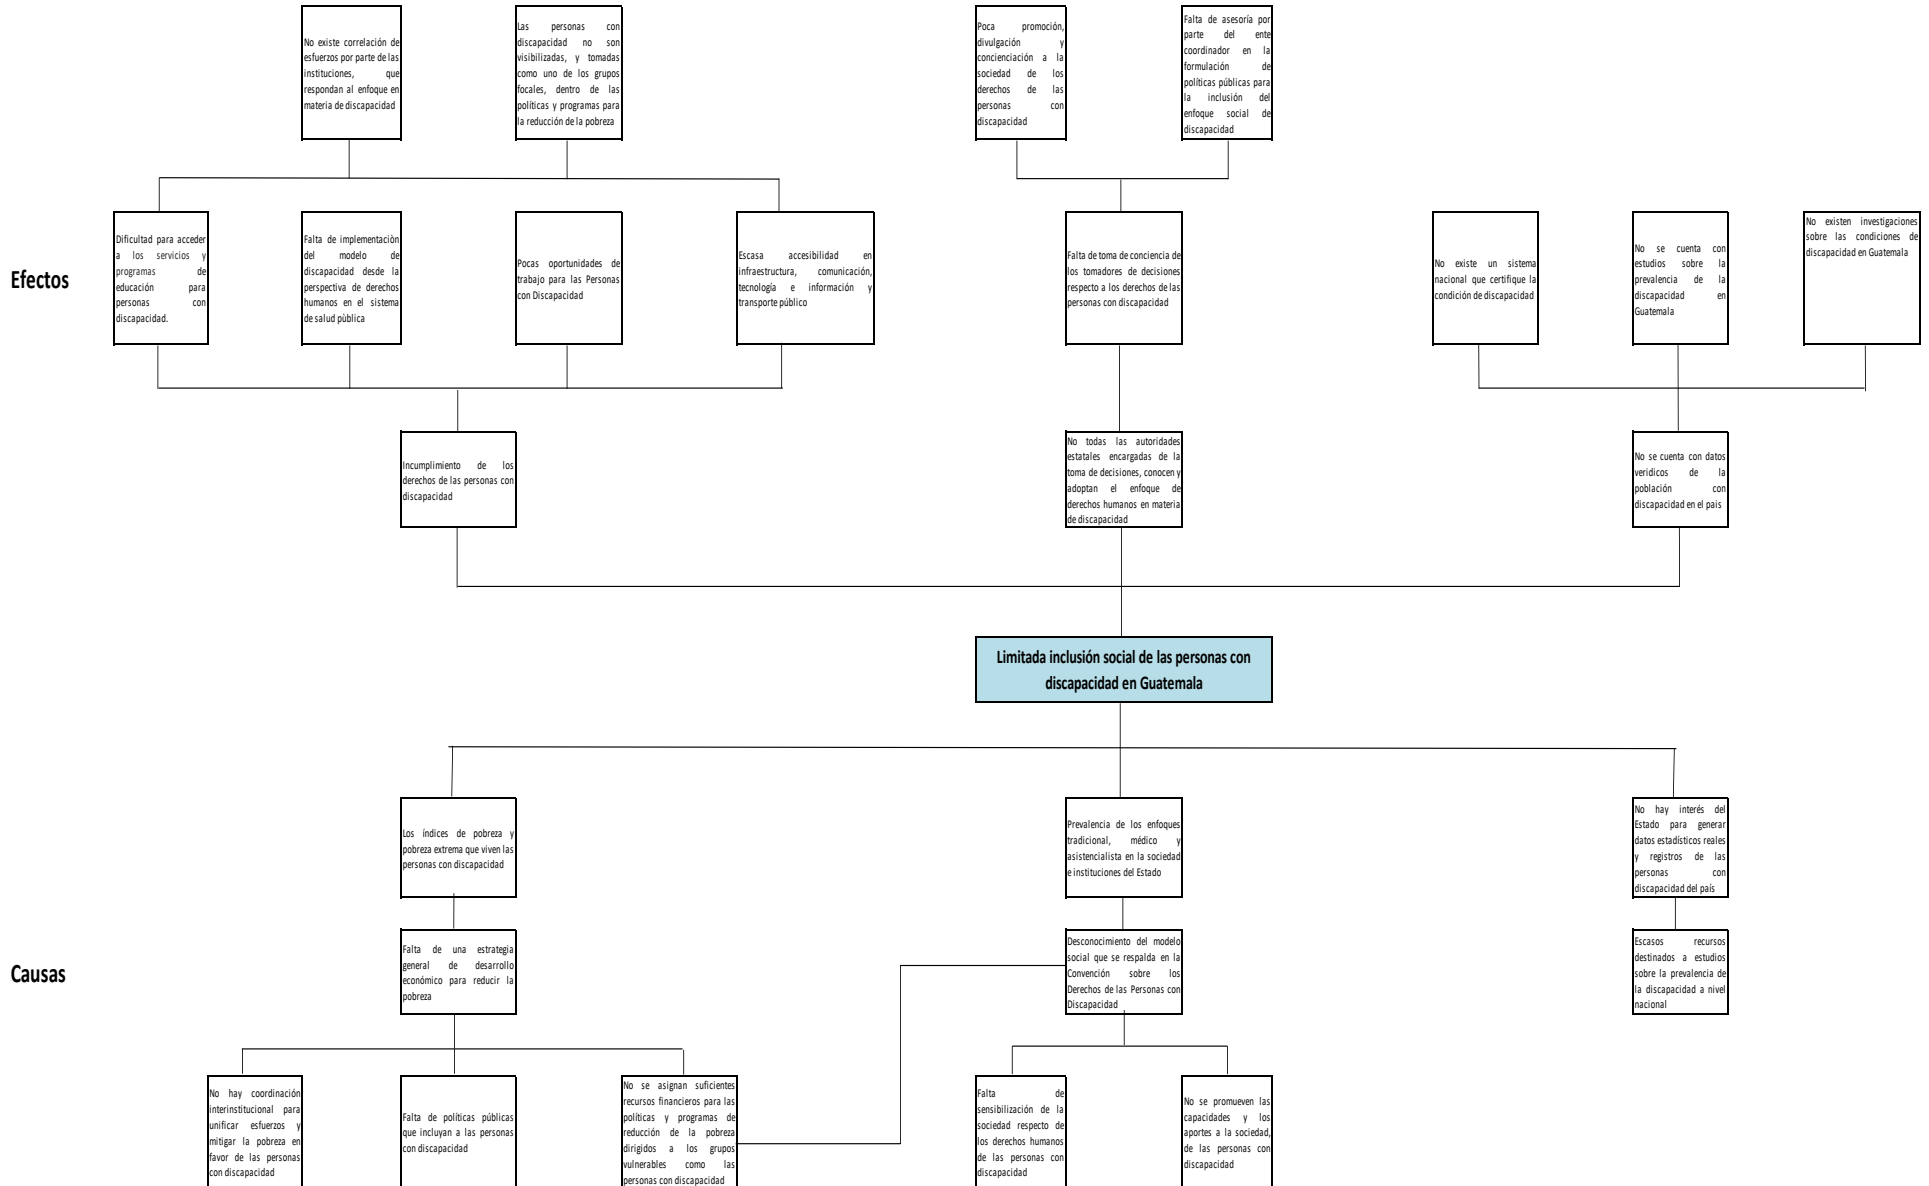 No existe correlación de
esfuerzos por parte de las
instituciones, que
respondan al enfoque en
materia de discapacidad
Las personas con
discapacidad no son
visibilizadas, y tomadas
como uno de los grupos
focales, dentro de las
políticas y programas para
la reducción de la pobreza
Poca promoción,
divulgación y
concienciación a la
sociedad de los
derechos de las
personas con
discapacidad
Falta de asesoría por
parte del ente
coordinador en la
formulación de
políticas públicas para
la inclusión del
enfoque social de
discapacidad
Efectos
Dificultad para acceder
a los servicios y
programas de
educación para
personas con
discapacidad.
Falta de implementaciòn
del modelo de
discapacidad desde la
perspectiva de derechos
humanos en el sistema
de salud pùblica
Pocas oportunidades de
trabajo para las Personas
con Discapacidad
Escasa accesibilidad en
infraestructura, comunicación,
tecnología e información y
transporte público
Falta de toma de conciencia de
los tomadores de decisiones
respecto a los derechos de las
personas con discapacidad
No existe un sistema
nacional que certifique la
condición de discapacidad
No se cuenta con
estudios sobre la
prevalencia de la
discapacidad en
Guatemala
No existen investigaciones
sobre las condiciones de
discapacidad en Guatemala
Incumplimiento de los
derechos de las personas con
discapacidad
No todas las autoridades
estatales encargadas de la
toma de decisiones, conocen y
adoptan el enfoque de
derechos humanos en materia
de discapacidad
No se cuenta con datos
veridicos de la
población con
discapacidad en el pais
Limitada inclusión social de las personas con
discapacidad en Guatemala
Los índices de pobreza y
pobreza extrema que viven las
personas con discapacidad
Prevalencia de los enfoques
tradicional, médico y
asistencialista en la sociedad
e instituciones del Estado
No hay interés del
Estado para generar
datos estadísticos reales
y registros de las
personas con
discapacidad del país
Causas
Falta de una estrategia
general de desarrollo
económico para reducir la
pobreza
Desconocimiento del modelo
social que se respalda en la
Convención sobre los
Derechos de las Personas con
Discapacidad
Escasos recursos
destinados a estudios
sobre la prevalencia de
la discapacidad a nivel
nacional
No hay coordinación
interinstitucional para
unificar esfuerzos y
mitigar la pobreza en
favor de las personas
con discapacidad
Falta de políticas públicas
que incluyan a las personas
con discapacidad
No se asignan suficientes
recursos financieros para las
políticas y programas de
reducción de la pobreza
dirigidos a los grupos
vulnerables como las
personas con discapacidad
Falta de
sensibilización de la
sociedad respecto de
los derechos humanos
de las personas con
discapacidad
No se promueven las
capacidades y los
aportes a la sociedad,
de las personas con
discapacidad